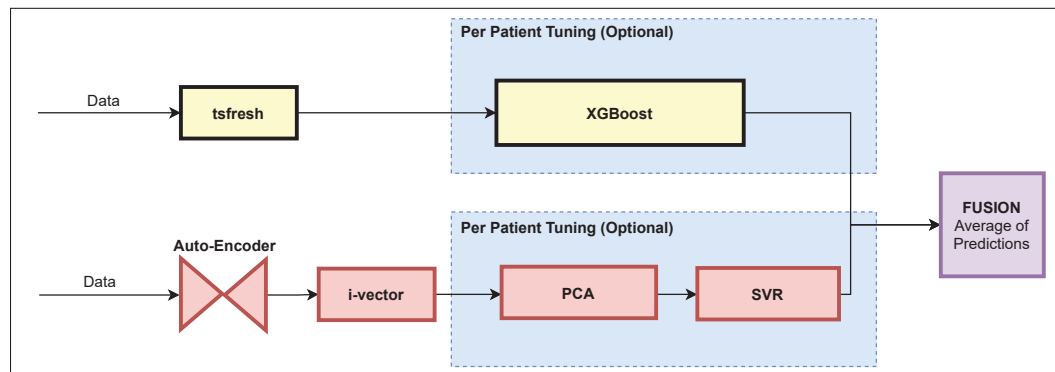 Per Patient Tuning (Optional)
Data
tsfresh
XGBoost
FUSION
Average of
Predictions
Per Patient Tuning (Optional)
Auto-Encoder
Data
i-vector
PCA
SVR